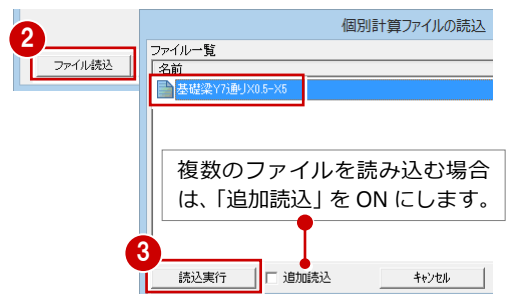 2
ファイル読込
個別計算ファイルの読込
ファイル一覧
名前
基礎梁Y7通りX0.5-X5
複数のファイルを読み込む場合
は、「追加読込」を ON にします。
3
読込実行
追加読込
キャンセル